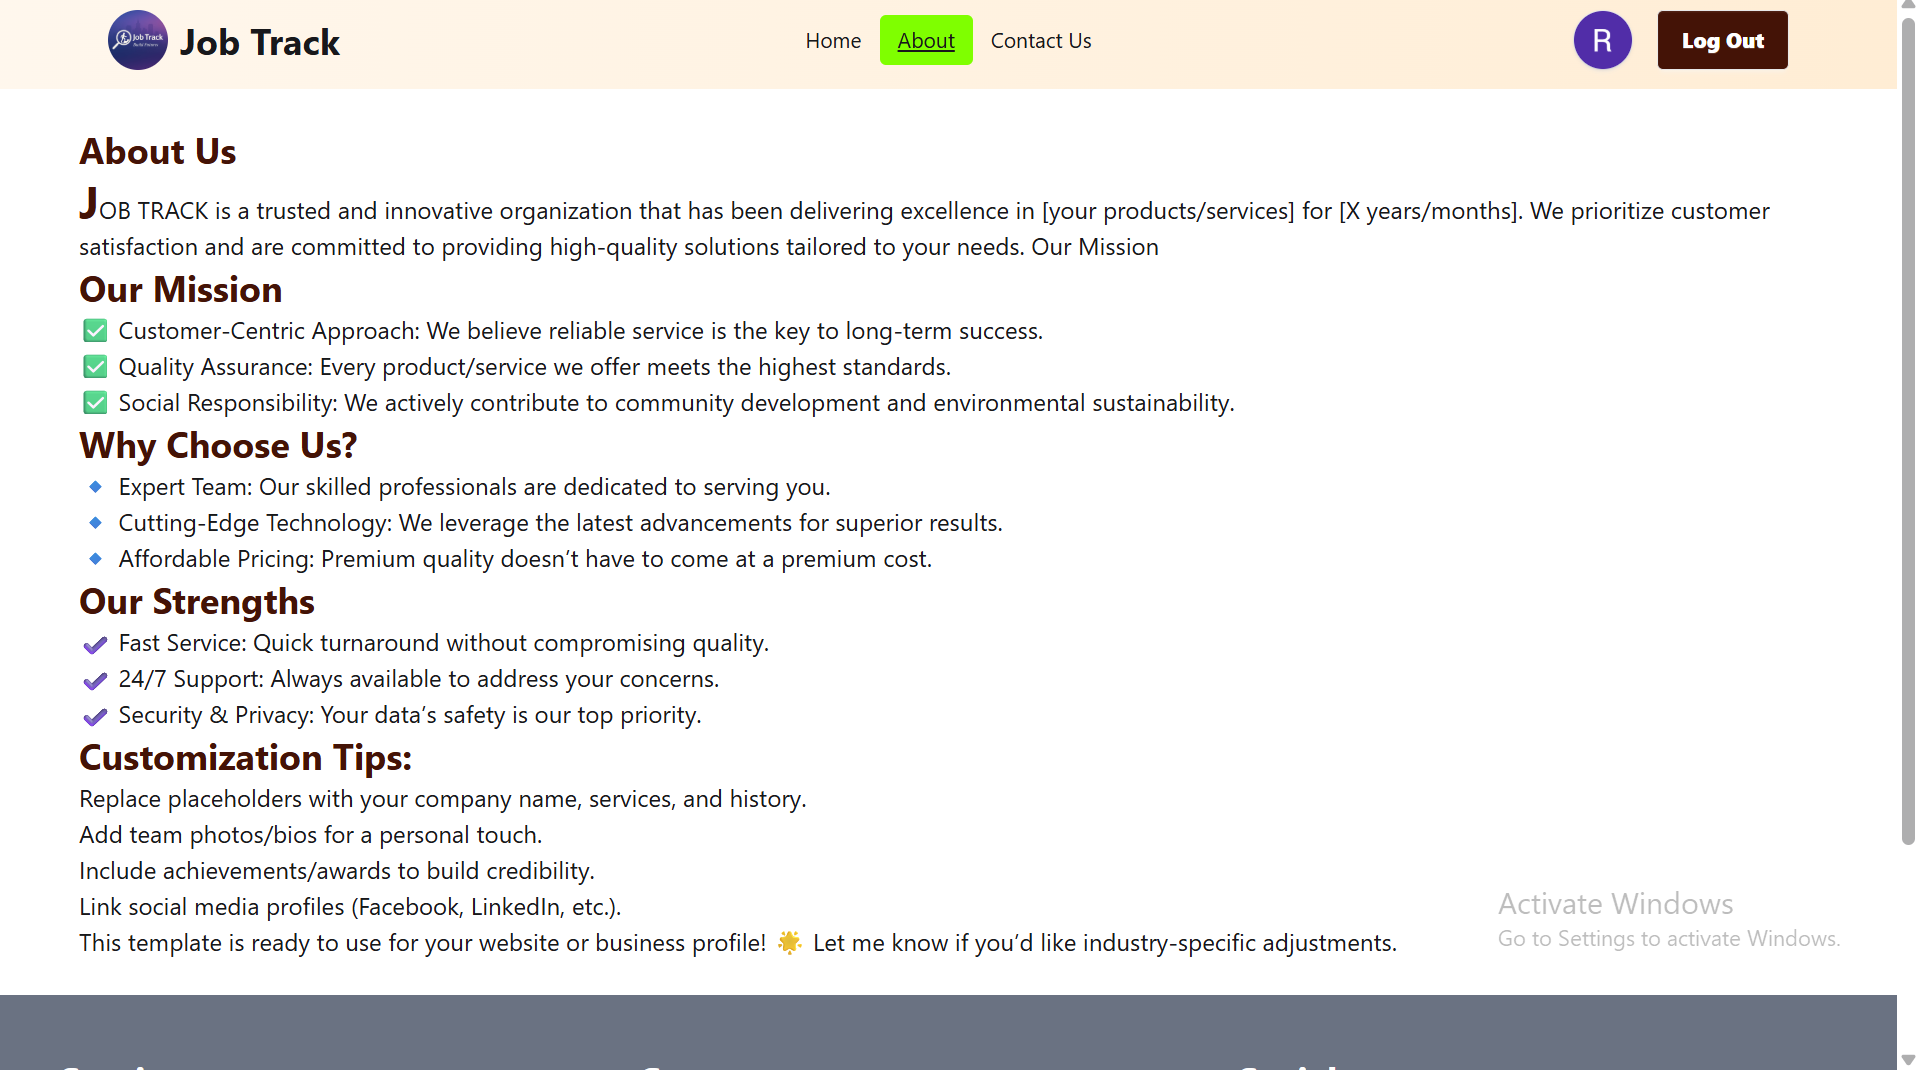 Job Track
Job Track
Home
About
Contact Us
R
Log Out
About Us
JOB TRACK is a trusted and innovative organization that has been delivering excellence in [your products/services] for [X years/months]. We prioritize customer
satisfaction and are committed to providing high-quality solutions tailored to your needs. Our Mission
Our Mission
✅ Customer-Centric Approach: We believe reliable service is the key to long-term success.
✅ Quality Assurance: Every product/service we offer meets the highest standards.
✅ Social Responsibility: We actively contribute to community development and environmental sustainability.
Why Choose Us?
🔹 Expert Team: Our skilled professionals are dedicated to serving you.
🔹 Cutting-Edge Technology: We leverage the latest advancements for superior results.
🔹 Affordable Pricing: Premium quality doesn’t have to come at a premium cost.
Our Strengths
✔ Fast Service: Quick turnaround without compromising quality.
✔ 24/7 Support: Always available to address your concerns.
✔ Security & Privacy: Your data’s safety is our top priority.
Customization Tips:
Replace placeholders with your company name, services, and history.
Add team photos/bios for a personal touch.
Include achievements/awards to build credibility.
Link social media profiles (Facebook, LinkedIn, etc.).
This template is ready to use for your website or business profile! 🌟 Let me know if you’d like industry-specific adjustments.
Activate Windows
Go to Settings to activate Windows.